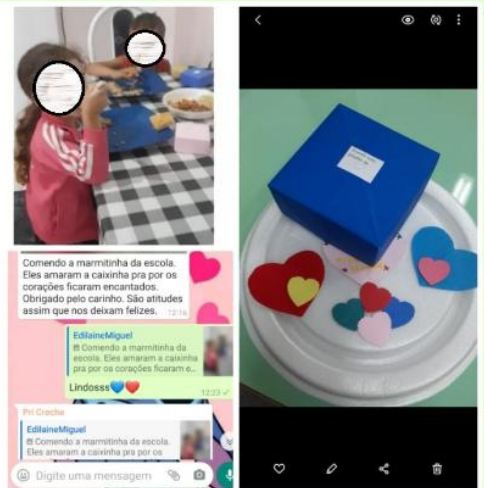 Comendo a marmitinha da escola.
Eles amaram a caixinha pra por os
corações ficaram encantados.
Obrigado pelo carinho. São atitudes
assim que nos deixam felizes.
12:16
EdilaineMiguel
Comendo a marmitinha da
escola. Eles amaram a caixinha
pra por os corações ficaram e...
Lindosss
12:23
Pri Creche
EdilaineMiguel
Comendo a marmitinha da escola.
Eles amaram a caixinha pra por os
Digite uma mensagem